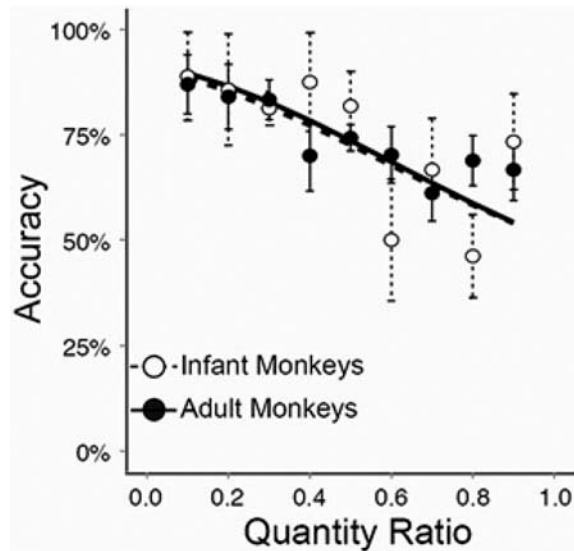 100%
75%
50%
25%
0%
Accuracy
Infant Monkeys
Adult Monkeys
0.0 0.2 0.4 0.6 0.8 1.0
Quantity Ratio